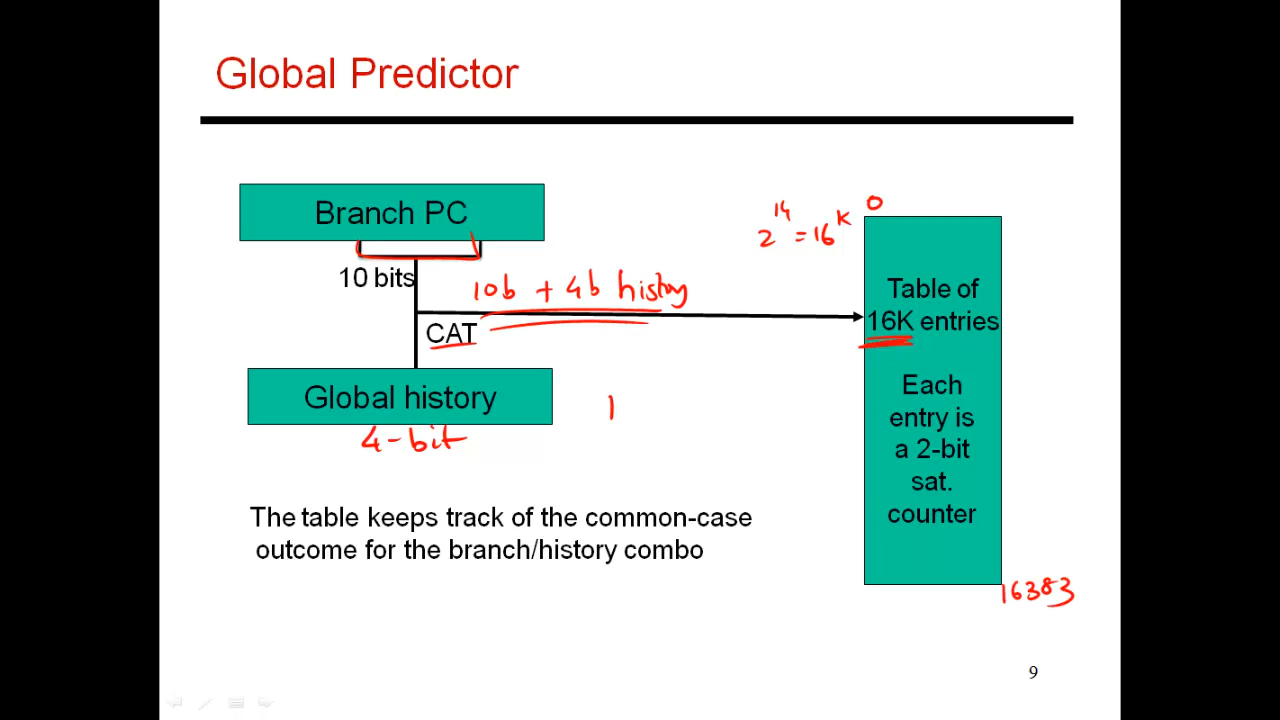 Global Predictor
Branch PC
10 bits
10b + 4b history
CAT
Global history
4-bit
1
2^14 = 16K
0
Table of
16K entries
Each
entry is
a 2-bit
sat.
counter
16383
The table keeps track of the common-case
outcome for the branch/history combo
9